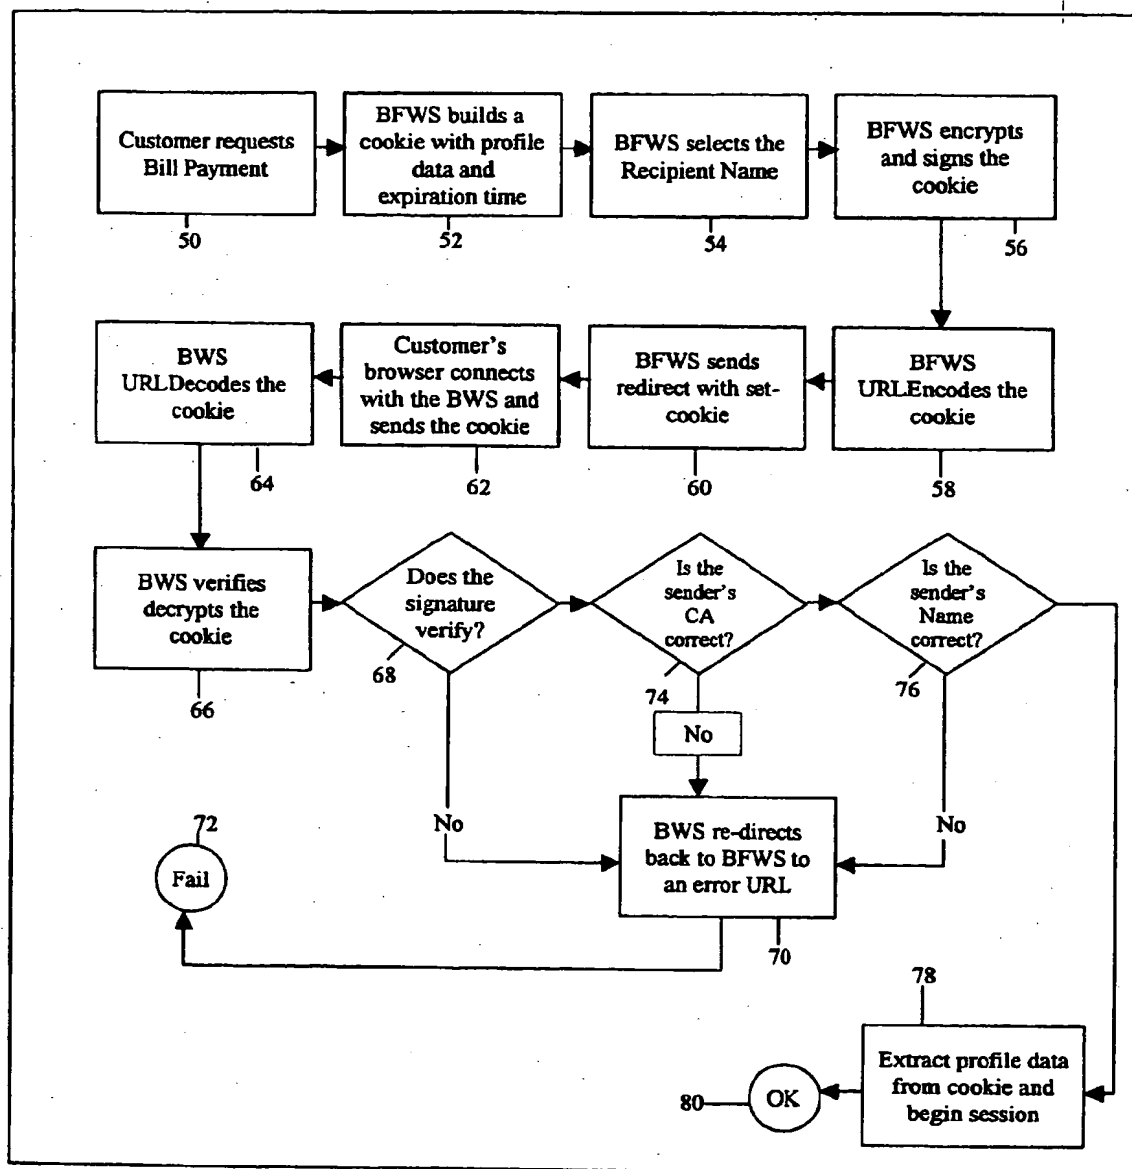 Customer requests
Bill Payment
50
BFWS builds a
cookie with profile
data and
expiration time
52
BFWS selects the
Recipient Name
54
BFWS encrypts
and signs the
cookie
56
BFWS
URLEncodes the
cookie
58
BFWS sends
redirect with set-
cookie
60
Customer's
browser connects
with the BWS and
sends the cookie
62
BWS
URLDecodes the
cookie
64
BWS verifies
decrypts the
cookie
66
Does the
signature
verify?
68
Is the
sender's
CA
correct?
74
Is the
sender's
Name
correct?
76
No
No
No
BWS re-directs
back to BFWS to
an error URL
70
72
Fail
78
Extract profile data
from cookie and
begin session
OK
80